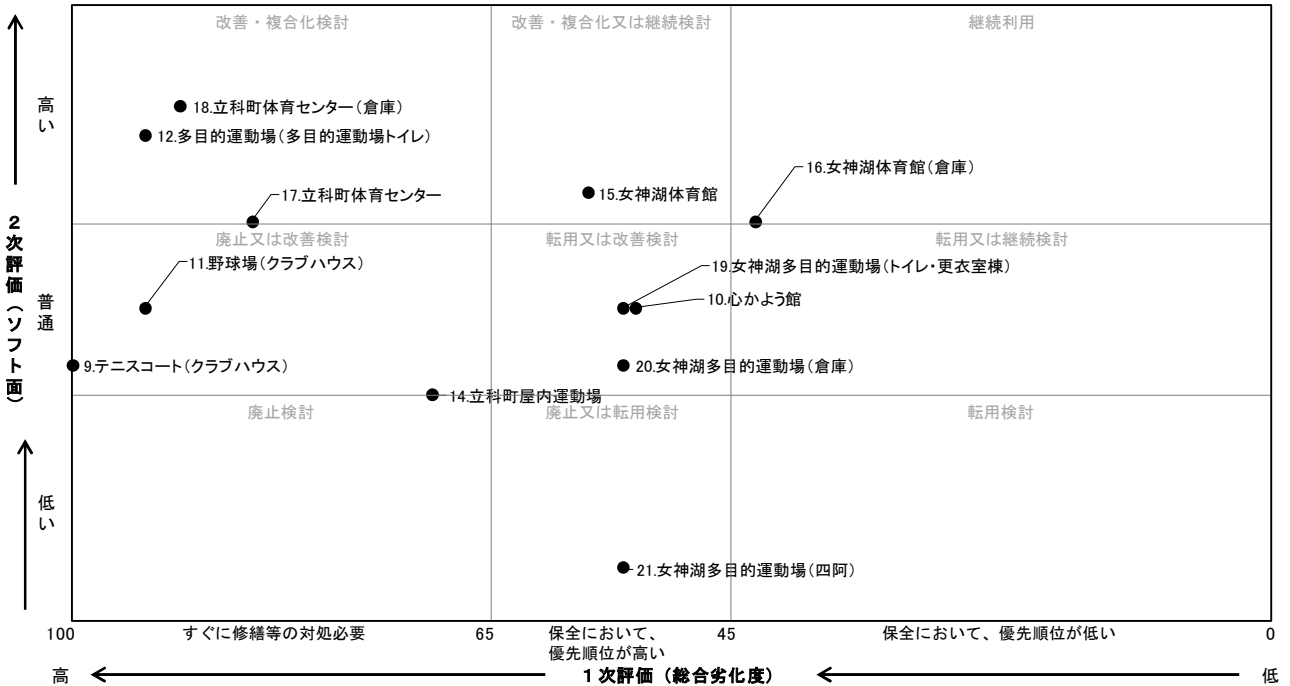 改善・複合化検討
改善・複合化又は継続検討
継続利用
高い
18.立科町体育センター(倉庫)
12.多目的運動場(多目的運動場トイレ)
17.立科町体育センター
15.女神湖体育館
16.女神湖体育館(倉庫)
2次評価(ソフト面)
廃止又は改善検討
転用又は改善検討
転用又は継続検討
11.野球場(クラブハウス)
19.女神湖多目的運動場(トイレ・更衣室棟)
10.心かよう館
普通
9.テニスコート(クラブハウス)
20.女神湖多目的運動場(倉庫)
14.立科町屋内運動場
廃止検討
廃止又は転用検討
転用検討
低い
21.女神湖多目的運動場(四阿)
100
すぐに修繕等の対処必要
65
保全において、
優先順位が高い
45
保全において、優先順位が低い
0
高
1次評価(総合劣化度)
低